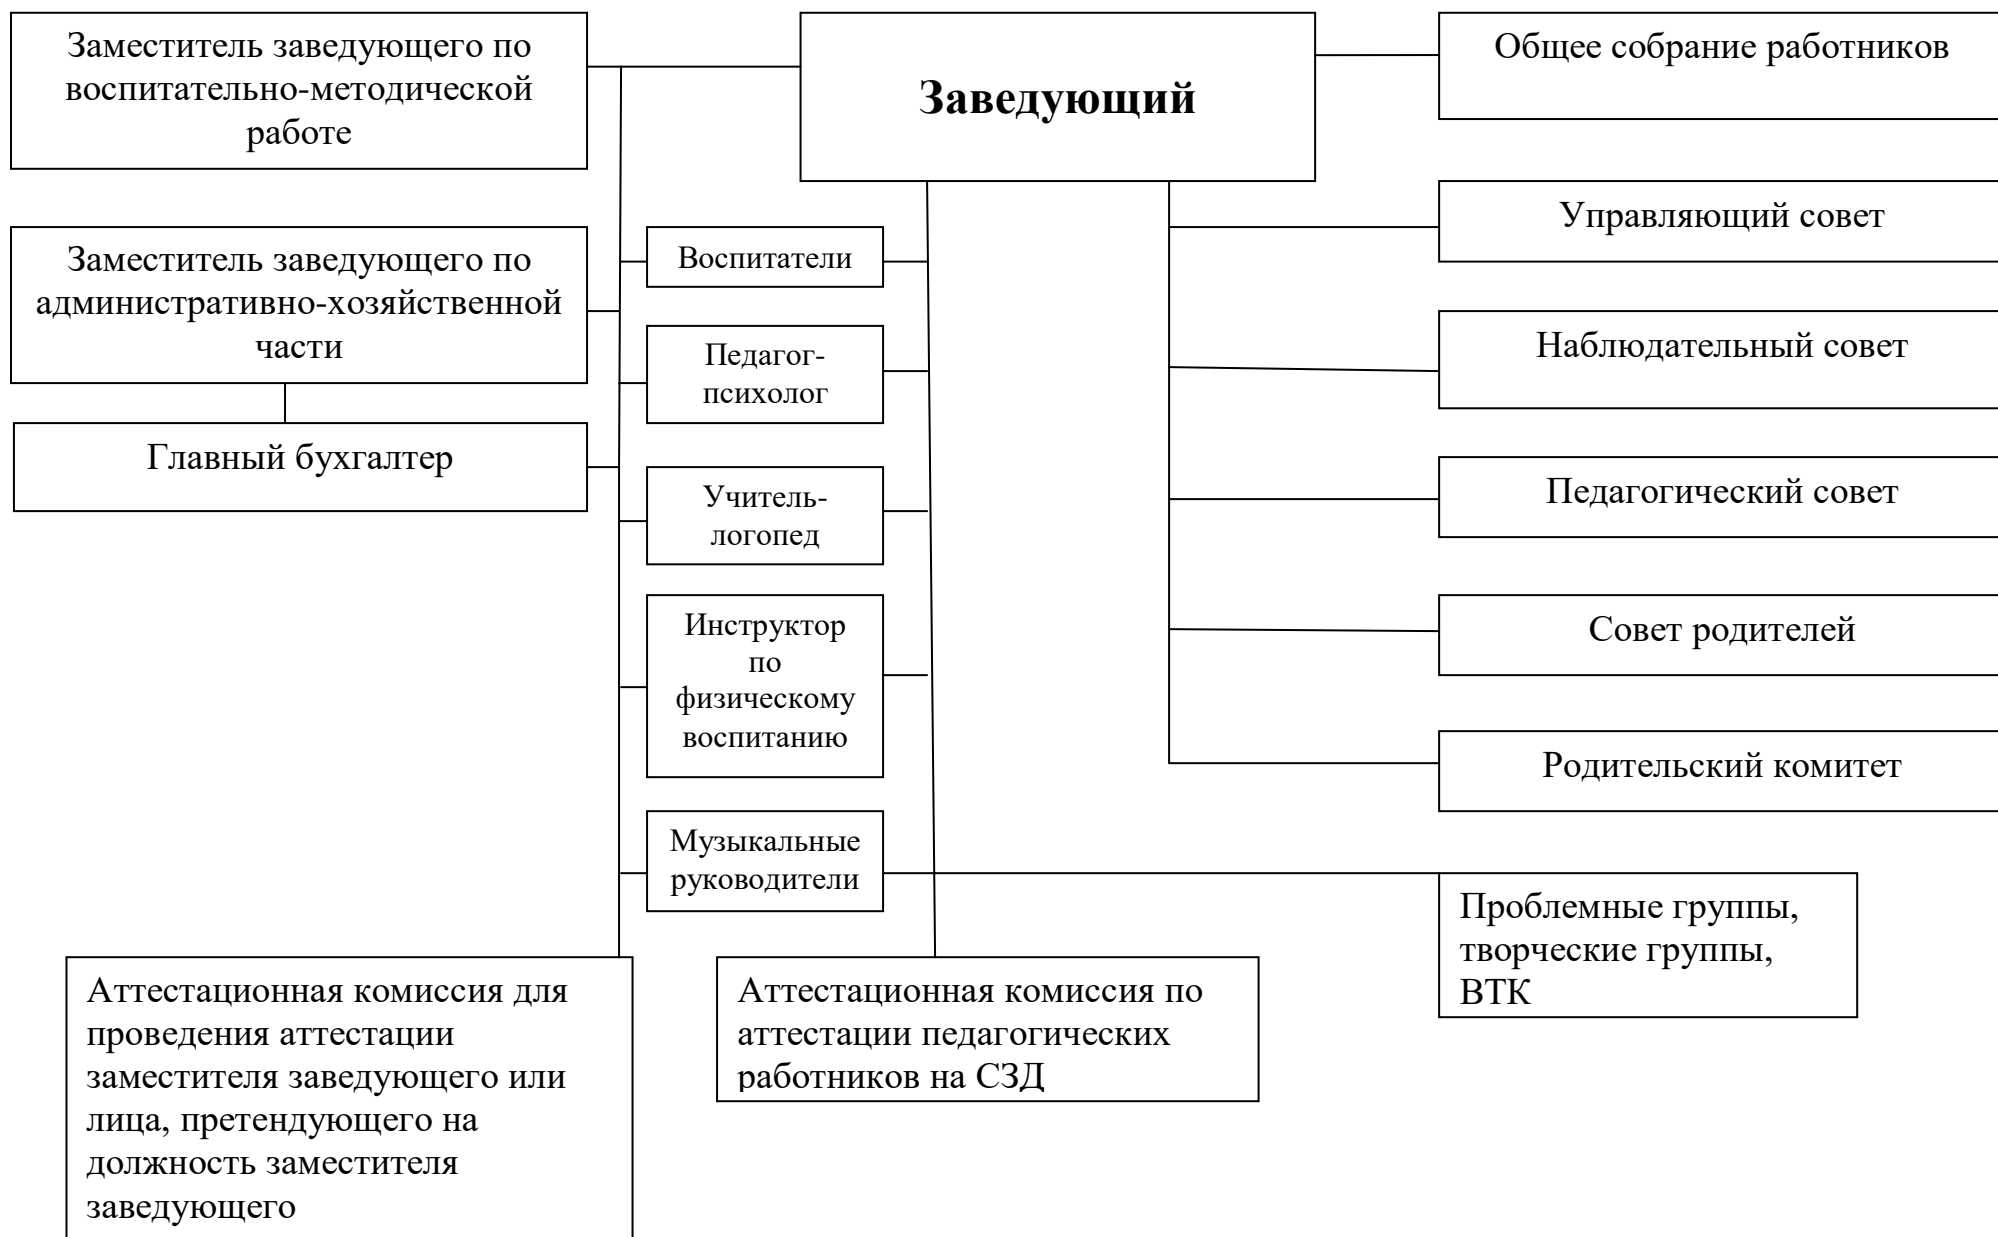 Заместитель заведующего по
воспитательно-методической
работе
Заведующий
Общее собрание работников
Управляющий совет
Заместитель заведующего по
административно-хозяйственной
части
Воспитатели
Наблюдательный совет
Педагог-
психолог
Главный бухгалтер
Педагогический совет
Учитель-
логопед
Инструктор
по
физическому
воспитанию
Совет родителей
Родительский комитет
Музыкальные
руководители
Проблемные группы,
творческие группы,
ВТК
Аттестационная комиссия для
проведения аттестации
заместителя заведующего или
лица, претендующего на
должность заместителя
заведующего
Аттестационная комиссия по
аттестации педагогических
работников на СЗД